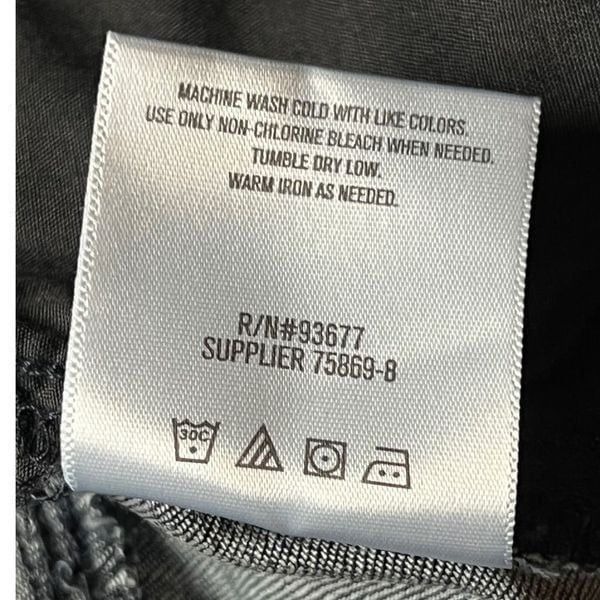 MACHINE WASH COLD WITH LIKE COLORS.
USE ONLY NON-CHLORINE BLEACH WHEN NEEDED.
TUMBLE DRY LOW.
WARM IRON AS NEEDED.
R/N#93677
SUPPLIER 75869-B
30C